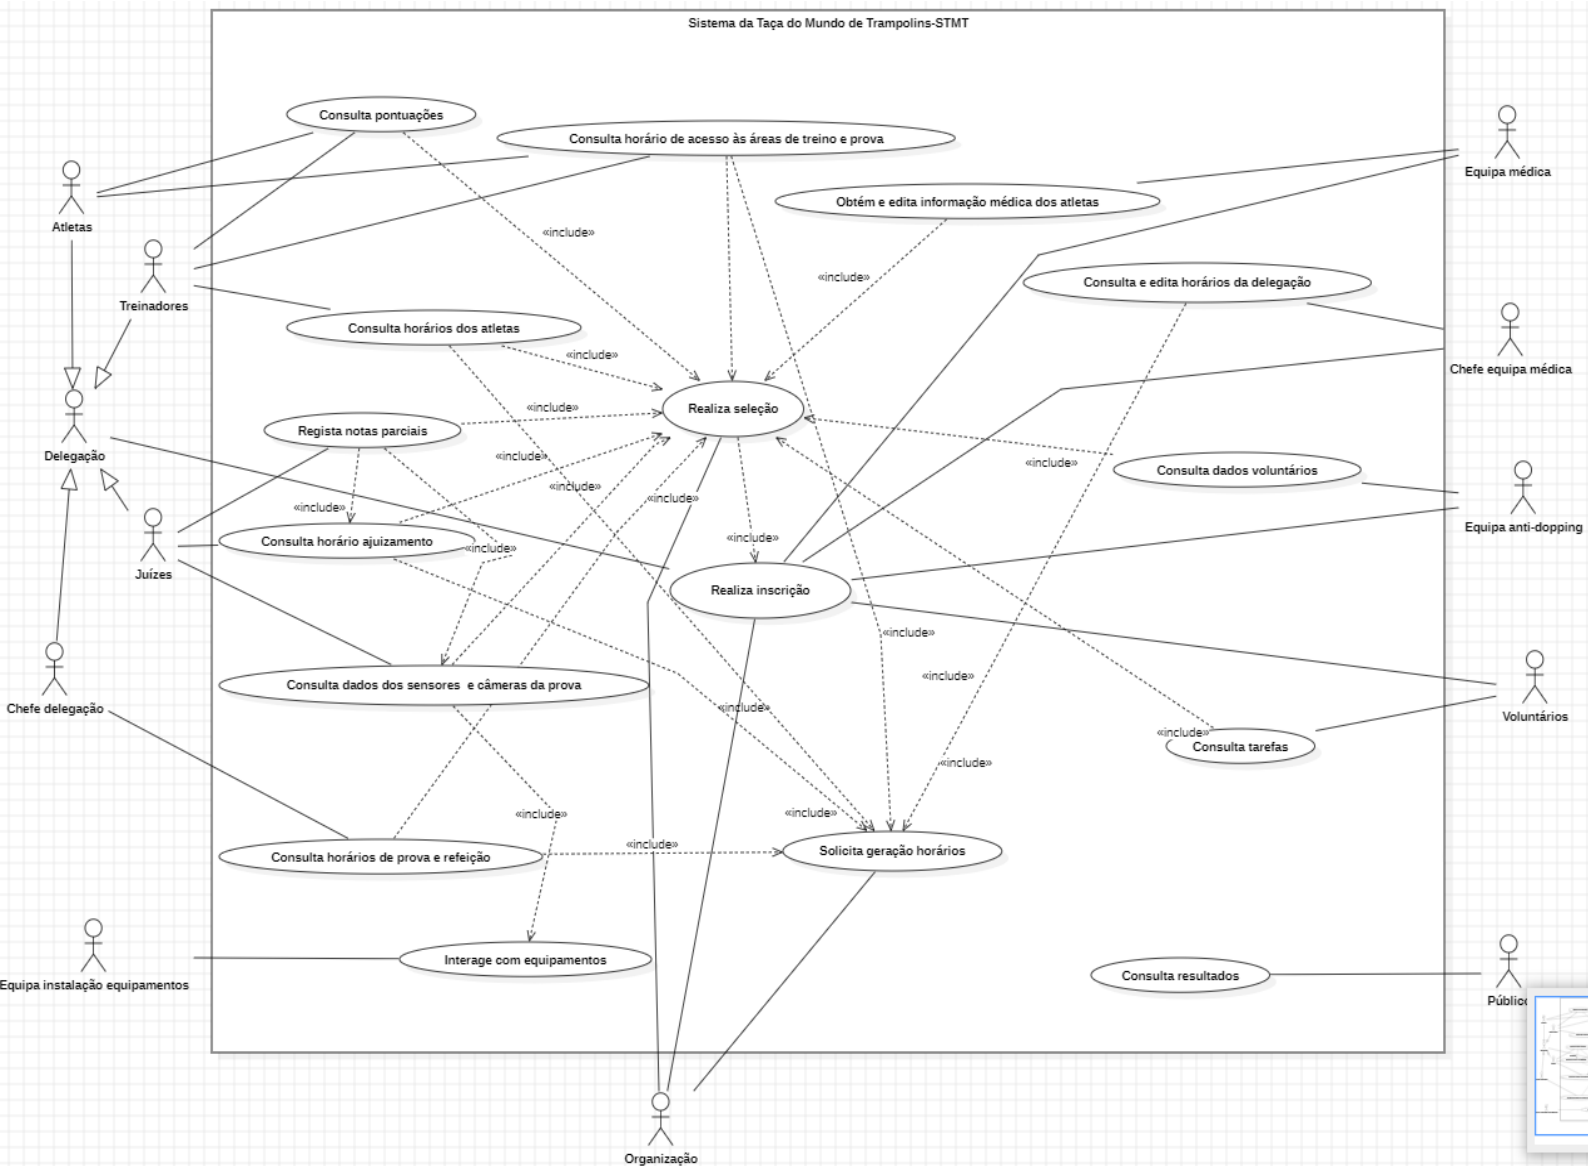 Sistema da Taça do Mundo de Trampolins-STMT
Consulta pontuações
Consulta horário de acesso às áreas de treino e prova
Equipa médica
Obtém e edita informação médica dos atletas
Atletas
«include»
«include»
Consulta e edita horários da delegação
Treinadores
Consulta horários dos atletas
«include»
Chefe equipa médica
Realiza seleção
«include»
Regista notas parciais
Delegação
«include»
«include»
Consulta dados voluntários
«include»
«include»
«include»
Equipa anti-dopping
«include»
Consulta horário ajuizamento
«include»
Juízes
Realiza inscrição
«include»
«include»
Consulta dados dos sensores e câmeras da prova
Chefe delegação
«include»
Voluntários
«include»
Consulta tarefas
«include»
«include»
«include»
«include»
Solicita geração horários
Consulta horários de prova e refeição
Interage com equipamentos
Consulta resultados
Equipa instalação equipamentos
Público
Organização